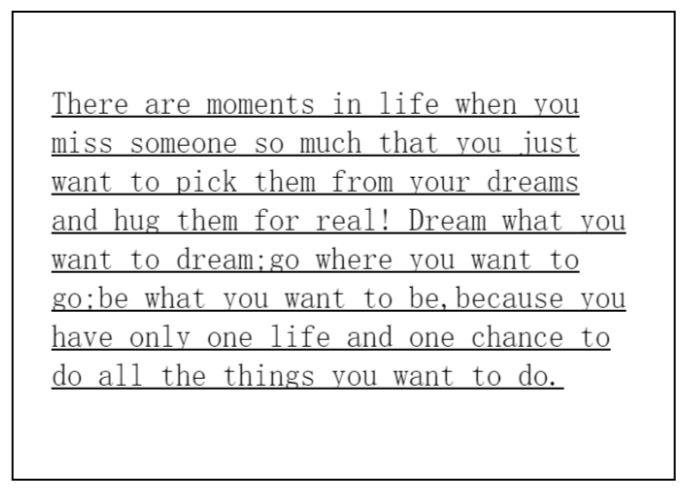 There are moments in life when you
miss someone so much that you just
want to pick them from your dreams
and hug them for real! Dream what you
want to dream;go where you want to
go;be what you want to be,because you
have only one life and one chance to
do all the things you want to do.